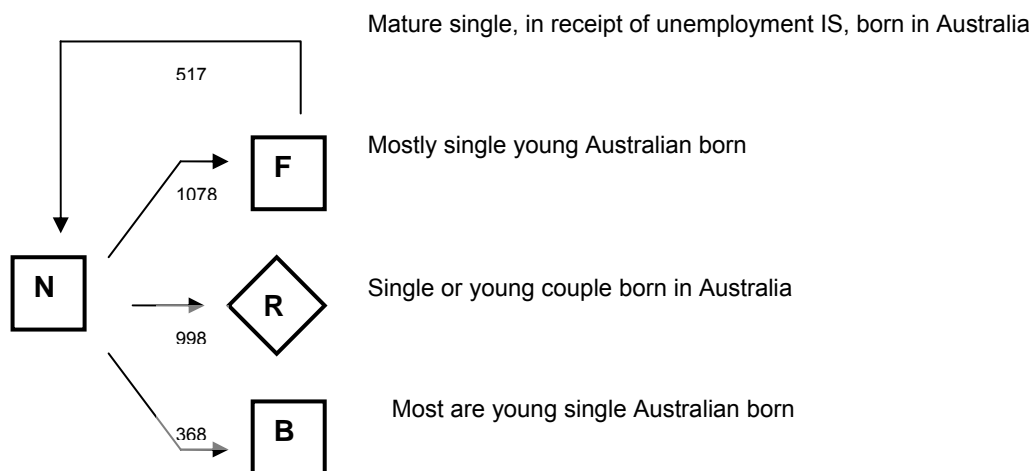 Mature single, in receipt of unemployment IS, born in Australia
517
Mostly single young Australian born
F
1078
N
Single or young couple born in Australia
R
998
Most are young single Australian born
368
B